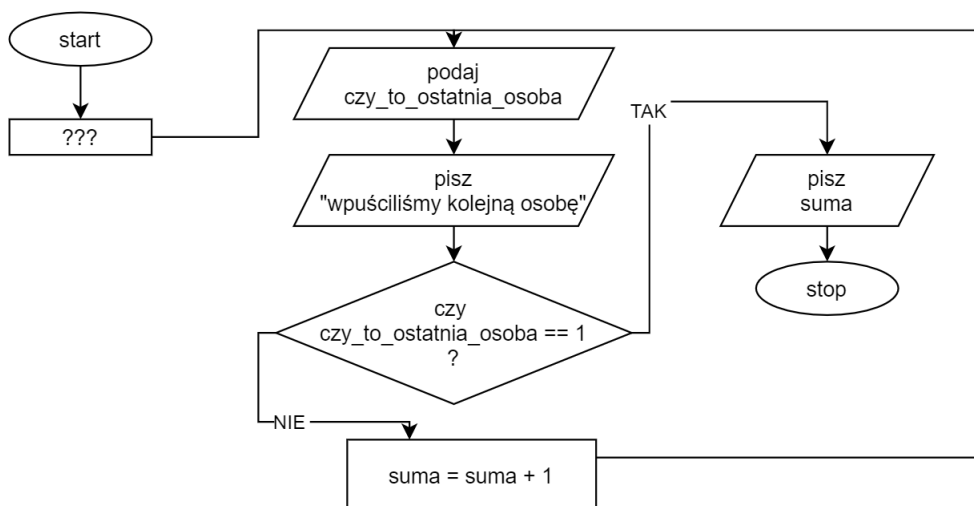 start
???
podaj
czy_to_ostatnia_osoba
pisz
"wpuściliśmy kolejną osobę"
czy
czy_to_ostatnia_osoba == 1
?
TAK
pisz
suma
stop
NIE
suma = suma + 1